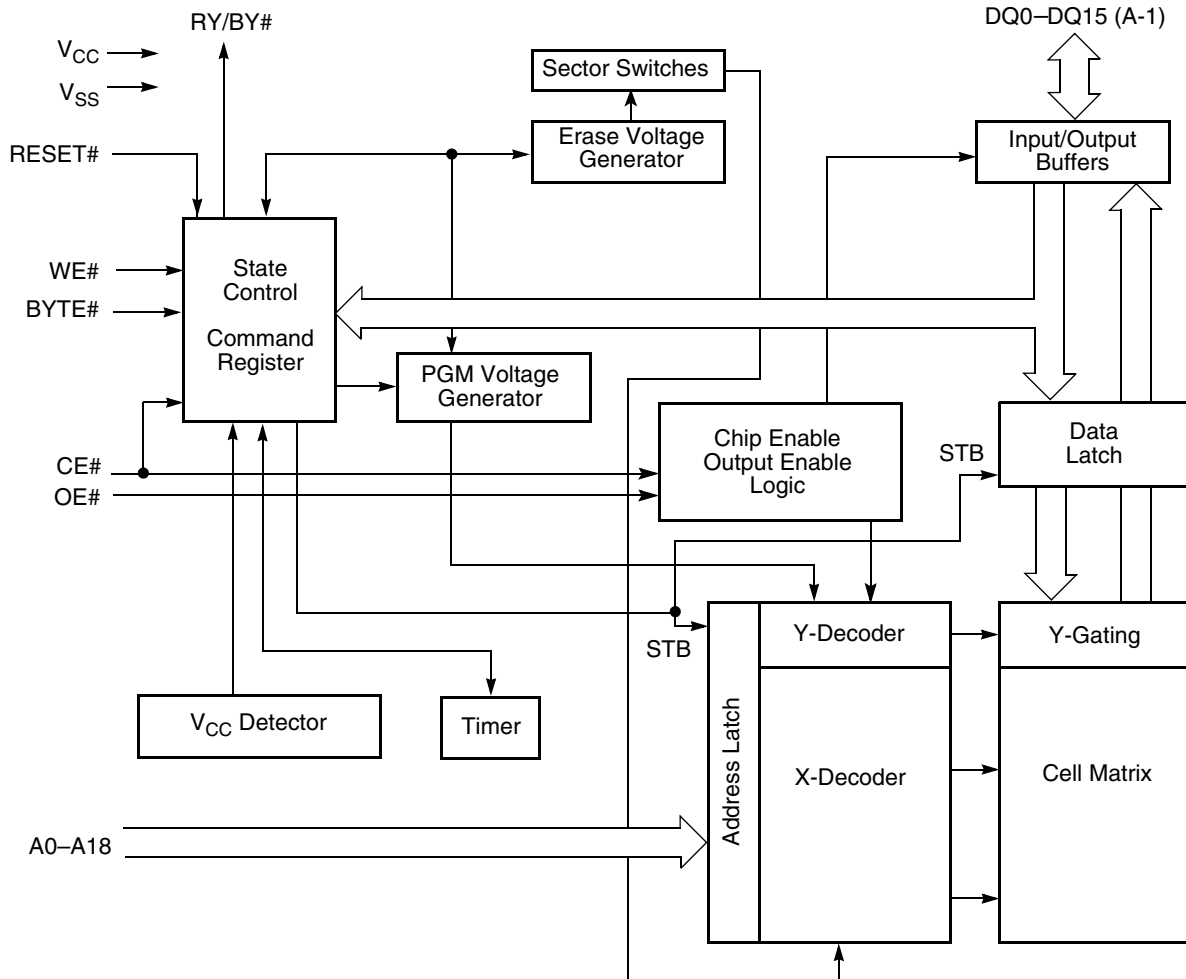 RY/BY#
DQ0–DQ15 (A-1)
VCC
VSS
Sector Switches
RESET#
Erase Voltage
Generator
Input/Output
Buffers
WE#
BYTE#
State
Control
Command
Register
PGM Voltage
Generator
CE#
OE#
Chip Enable
Output Enable
Logic
STB
Data
Latch
STB
Y-Decoder
Y-Gating
VCC Detector
Timer
Address Latch
X-Decoder
Cell Matrix
A0–A18